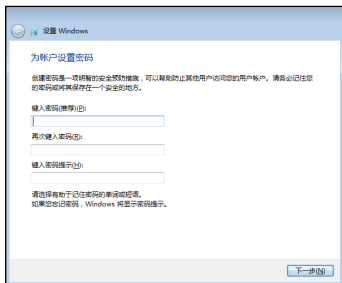 设置 Windows
为帐户设置密码
创建密码是一项明智的安全预防措施，可以帮助防止其他用户访问您的用户帐户。请务必记住您
的密码或将其保存在一个安全的地方。
键入密码(推荐)(P):
再次键入密码(R):
键入密码提示(H):
请选择有助于记住密码的单词或短语。
如果您忘记密码，Windows 将显示密码提示。
下一步(N)